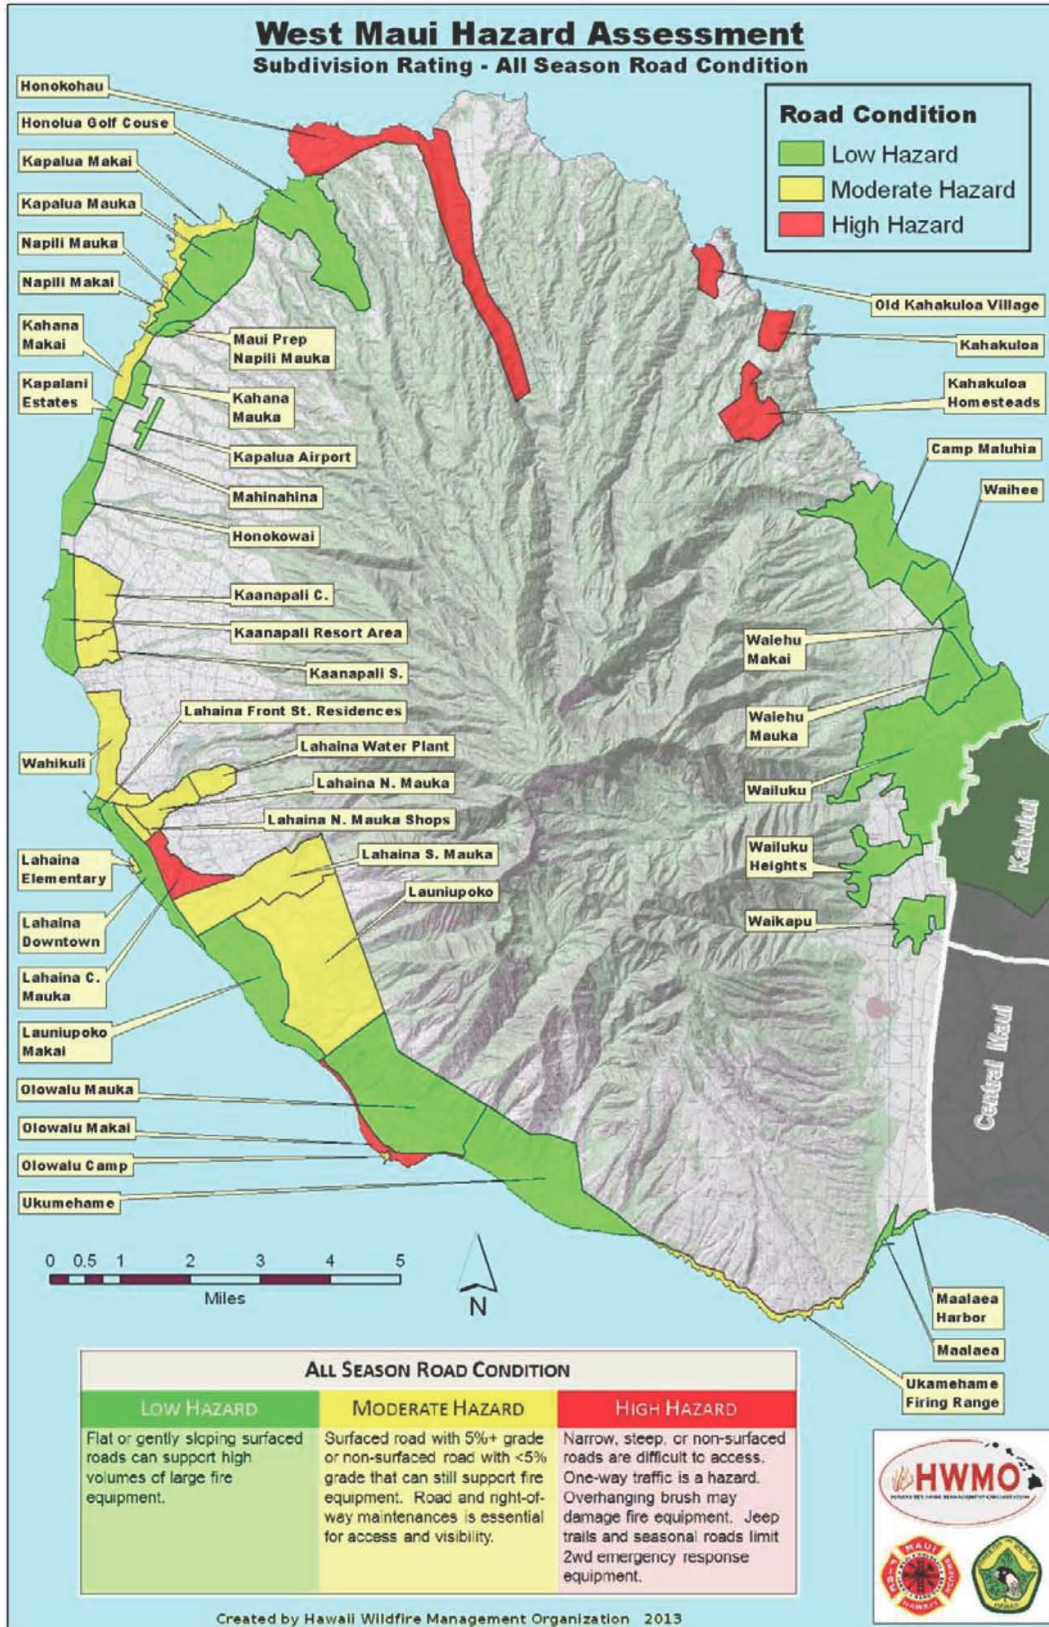 West Maui Hazard Assessment
Subdivision Rating - All Season Road Condition
Honokohau
Honolua Golf Couse
Kapalua Makai
Kapalua Mauka
Napili Mauka
Napili Makai
Kahana
Makai
Kapalani
Estates
Maui Prep
Napili Mauka
Kahana
Mauka
Kapalua Airport
Mahinahina
Honokowai
Kaanapali C.
Kaanapali Resort Area
Kaanapali S.
Lahaina Front St. Residences
Lahaina Water Plant
Wahikuli
Lahaina N. Mauka
Lahaina N. Mauka Shops
Lahaina S. Mauka
Launiupoko
Lahaina
Elementary
Lahaina
Downtown
Lahaina C.
Mauka
Launiupoko
Makai
Olowalu Mauka
Olowalu Makai
Olowalu Camp
Ukumehame
Road Condition
Low Hazard
Moderate Hazard
High Hazard
Old Kahakuloa Village
Kahakuloa
Kahakuloa
Homesteads
Camp Maluhia
Waihee
Waiehu
Makai
Waiehu
Mauka
Wailuku
Wailuku
Heights
Waikapu
Kahului
Central Maui
Maalaea
Harbor
Maalaea
Ukamehame
Firing Range
0 0.5 1 2 3 4 5
Miles
N
ALL SEASON ROAD CONDITION
LOW HAZARD
Flat or gently sloping surfaced
roads can support high
volumes of large fire
equipment.
MODERATE HAZARD
Surfaced road with 5%+ grade
or non-surfaced road with <5%
grade that can still support fire
equipment. Road and right-of-
way maintenances is essential
for access and visibility.
HIGH HAZARD
Narrow, steep, or non-surfaced
roads are difficult to access.
One-way traffic is a hazard.
Overhanging brush may
damage fire equipment. Jeep
trails and seasonal roads limit
2wd emergency response
equipment.
HWMO
MAUI
FIRE
HAWAII
Created by Hawaii Wildfire Management Organization 2013